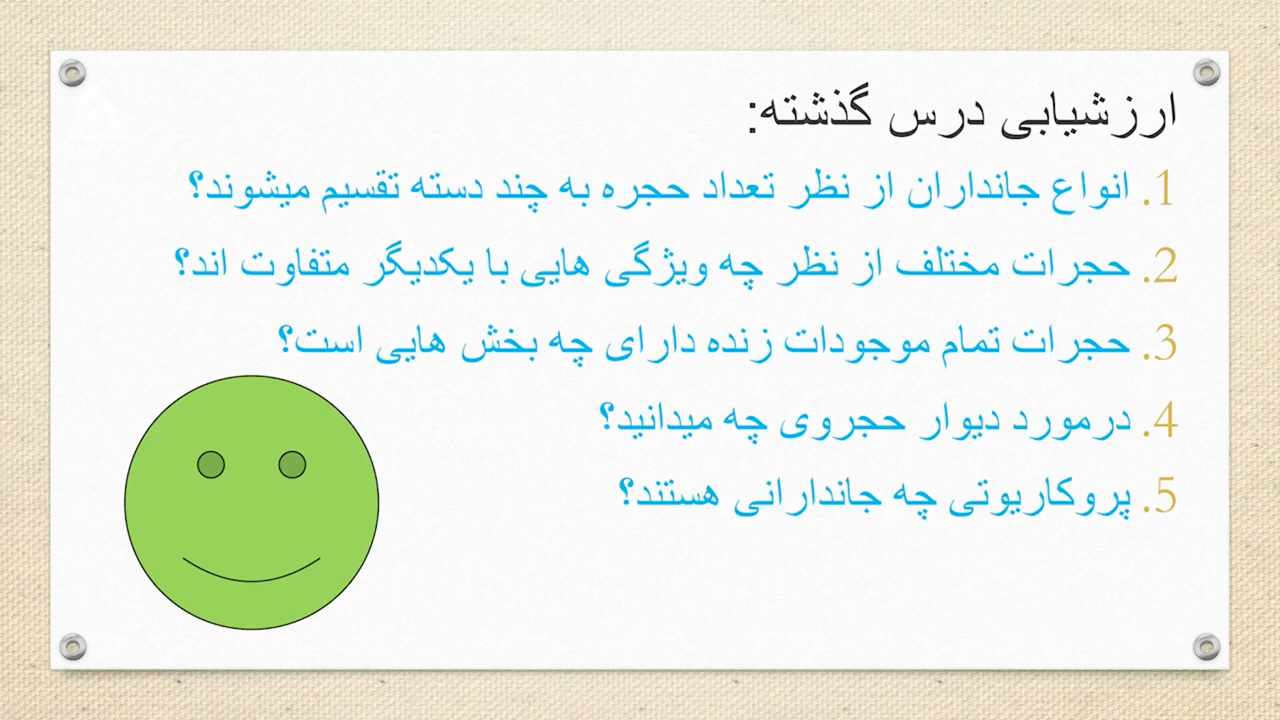 ارزشیابی درس گذشته:
1. انواع جانداران از نظر تعداد حجره به چند دسته تقسیم میشوند؟
2. حجرات مختلف از نظر چه ویژگی هایی با یکدیگر متفاوت اند؟
3. حجرات تمام موجودات زنده دارای چه بخش هایی است؟
4. درمورد دیوار حجروی چه میدانید؟
5. پروکاریوتی چه جاندارانی هستند؟